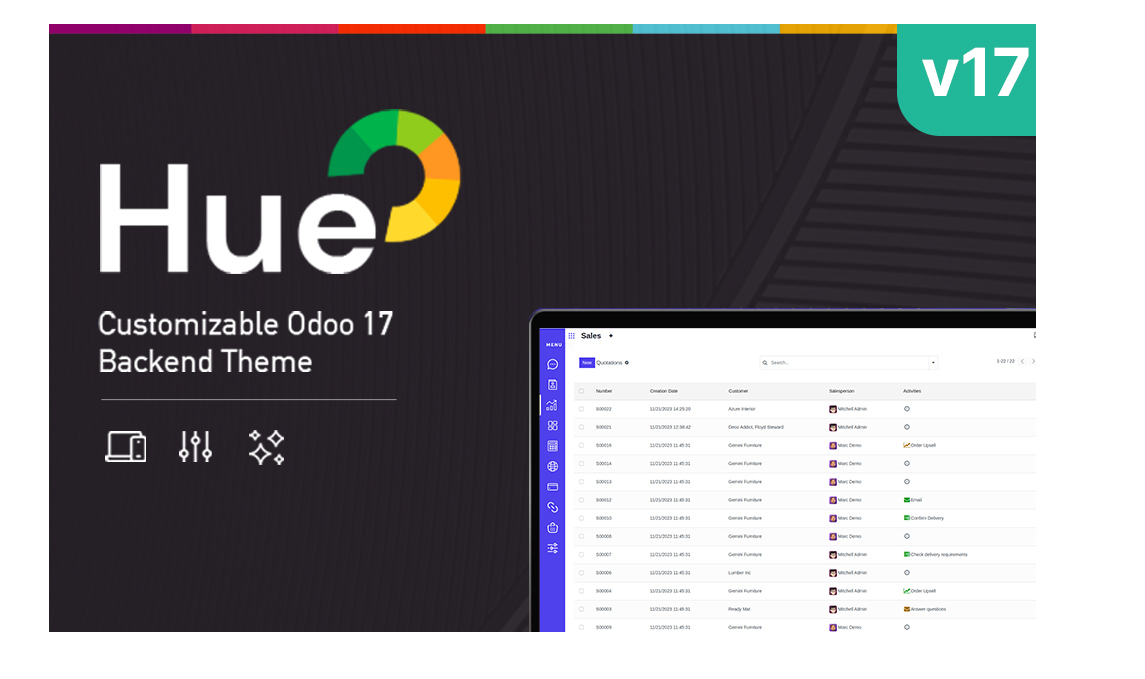 v17
Hue
Customizable Odoo 17
Backend Theme
MENU
Sales
New Quotations
Search...
1-22 / 22
Number Creation Date Customer Salesperson Activities
S00022 11/21/2023 14:25:28 Azure Interior Mitchell Admin
S00021 11/21/2023 12:38:42 Mitchell Admin
11/21/2023 11:45:31 Gemini Furniture Marc Demo Order Upsell
S00014 11/21/2023 11:45:31 Gemini Furniture Marc Demo
S00013 11/21/2023 11:45:31 Gemini Furniture Marc Demo
S00012 11/21/2023 11:45:31 Gemini Furniture Marc Demo Email
S00010 11/21/2023 11:45:31 Gemini Furniture Marc Demo Confirm Delivery
S00008 11/21/2023 11:45:31 Gemini Furniture Marc Demo
S00007 11/21/2023 11:45:31 Gemini Furniture Mitchell Admin Check delivery requirements
S00006 11/21/2023 11:45:31 Lumber Inc Mitchell Admin
S00004 11/21/2023 11:45:31 Gemini Furniture Mitchell Admin Order Upsell
S00003 11/21/2023 11:45:31 Ready Mat Mitchell Admin Answer questions
S00009 11/21/2023 11:45:31 Gemini Furniture Marc Demo